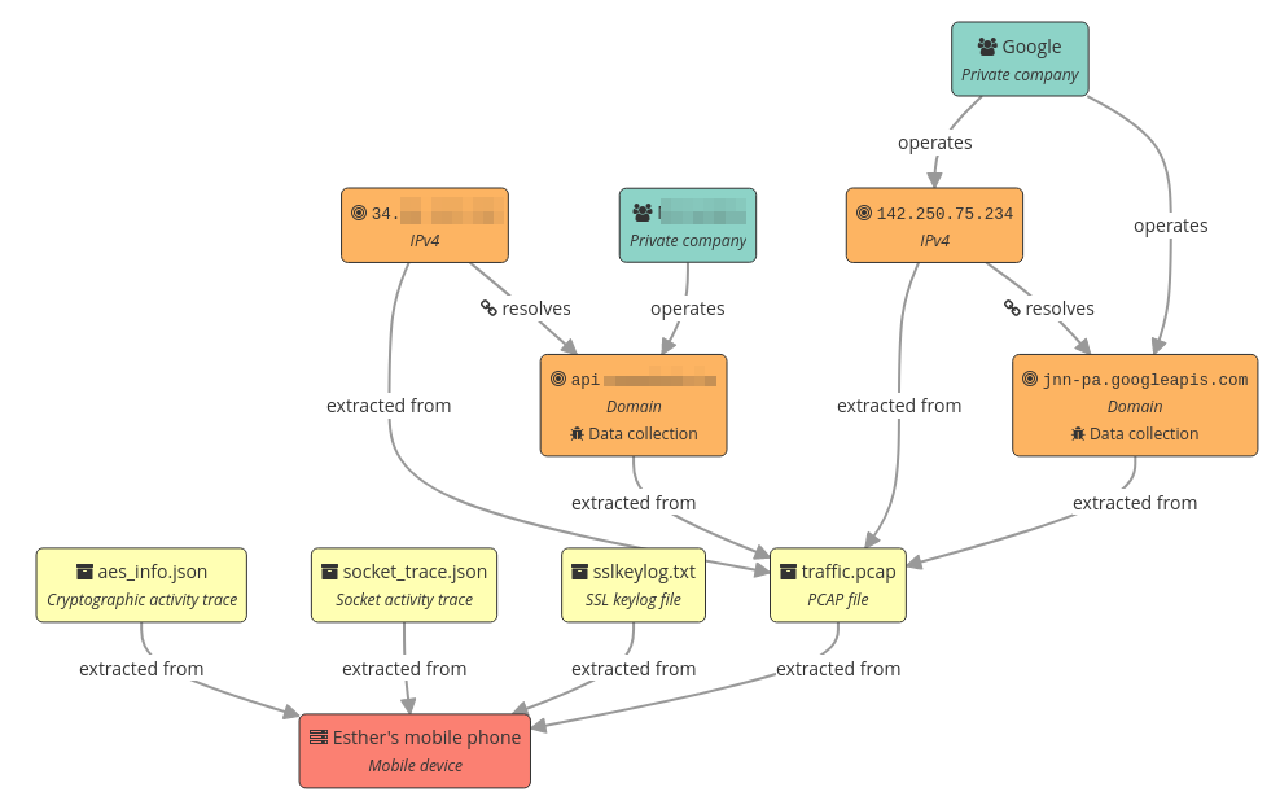 Google
Private company
operates
34.
IPv4
Private company
142.250.75.234
IPv4
operates
resolves
operates
resolves
api
Domain
Data collection
jnn-pa.googleapis.com
Domain
Data collection
extracted from
extracted from
extracted from
extracted from
aes_info.json
Cryptographic activity trace
socket_trace.json
Socket activity trace
sslkeylog.txt
SSL keylog file
traffic.pcap
PCAP file
extracted from
extracted from
extracted from
extracted from
Esther's mobile phone
Mobile device